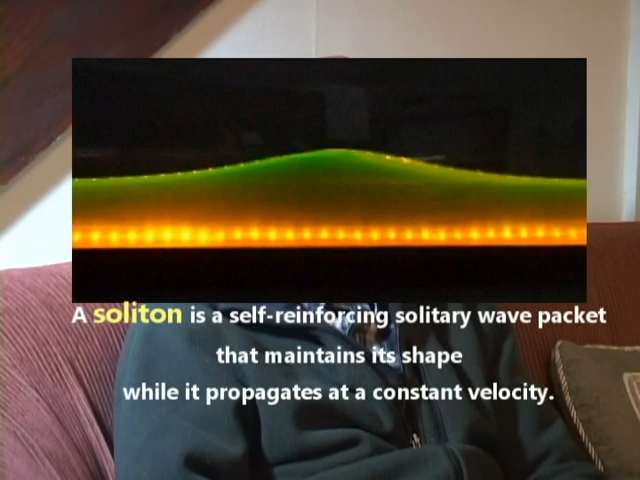 A soliton is a self-reinforcing solitary wave packet
that maintains its shape
while it propagates at a constant velocity.